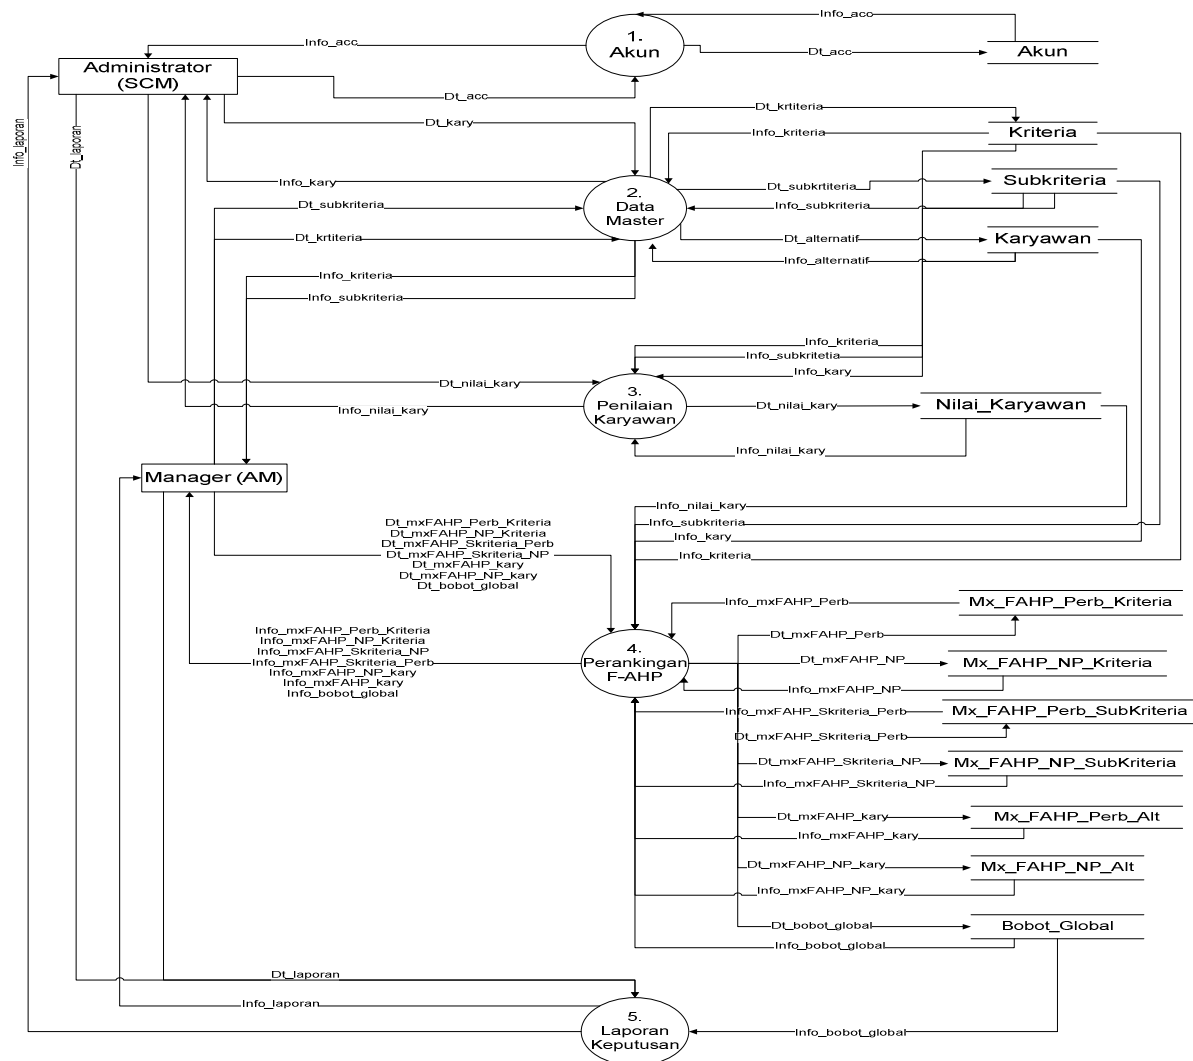 Info_acc
1.
Akun
Info_acc
Dt_acc
Akun
Administrator
(SCM)
Dt_acc
Info_laporan
Dt_laporan
Dt_kary
Dt_krtiteria
Info_kriteria
Kriteria
Info_kary
2.
Data
Master
Dt_subkrtiteria
Subkriteria
Dt_subkriteria
Info_subkriteria
Dt_krtiteria
Dt_alternatif
Karyawan
Info_kriteria
Info_alternatif
Info_subkriteria
Info_kriteria
Info_subkritetia
Info_kary
Dt_nilai_kary
3.
Penilaian
Karyawan
Info_nilai_kary
Dt_nilai_kary
Nilai_Karyawan
Info_nilai_kary
Manager (AM)
Info_nilai_kary
Info_subkriteria
Info_kary
Info_kriteria
Dt_mxFAHP_Perb_Kriteria
Dt_mxFAHP_NP_Kriteria
Dt_mxFAHP_Skriteria_Perb
Dt_mxFAHP_Skriteria_NP
Dt_mxFAHP_kary
Dt_mxFAHP_NP_kary
Dt_bobot_global
Info_mxFAHP_Perb_Kriteria
Info_mxFAHP_NP_Kriteria
Info_mxFAHP_Skriteria_NP
Info_mxFAHP_Skriteria_Perb
Info_mxFAHP_NP_kary
Info_mxFAHP_kary
Info_bobot_global
4.
Perankingan
F-AHP
Info_mxFAHP_Perb
Mx_FAHP_Perb_Kriteria
Dt_mxFAHP_Perb
Dt_mxFAHP_NP
Mx_FAHP_NP_Kriteria
Info_mxFAHP_NP
Info_mxFAHP_Skriteria_Perb
Mx_FAHP_Perb_SubKriteria
Dt_mxFAHP_Skriteria_Perb
Dt_mxFAHP_Skriteria_NP
Mx_FAHP_NP_SubKriteria
Info_mxFAHP_Skriteria_NP
Dt_mxFAHP_kary
Mx_FAHP_Perb_Alt
Info_mxFAHP_kary
Dt_mxFAHP_NP_kary
Mx_FAHP_NP_Alt
Info_mxFAHP_NP_kary
Dt_bobot_global
Bobot_Global
Info_bobot_global
Dt_laporan
Info_laporan
5.
Laporan
Keputusan
Info_bobot_global